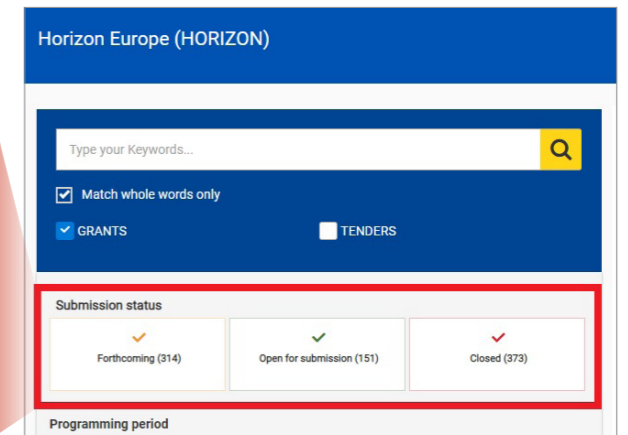 Horizon Europe (HORIZON)
Type your Keywords...
Match whole words only
GRANTS TENDERS
Submission status
Forthcoming (314) Open for submission (151) Closed (373)
Programming period